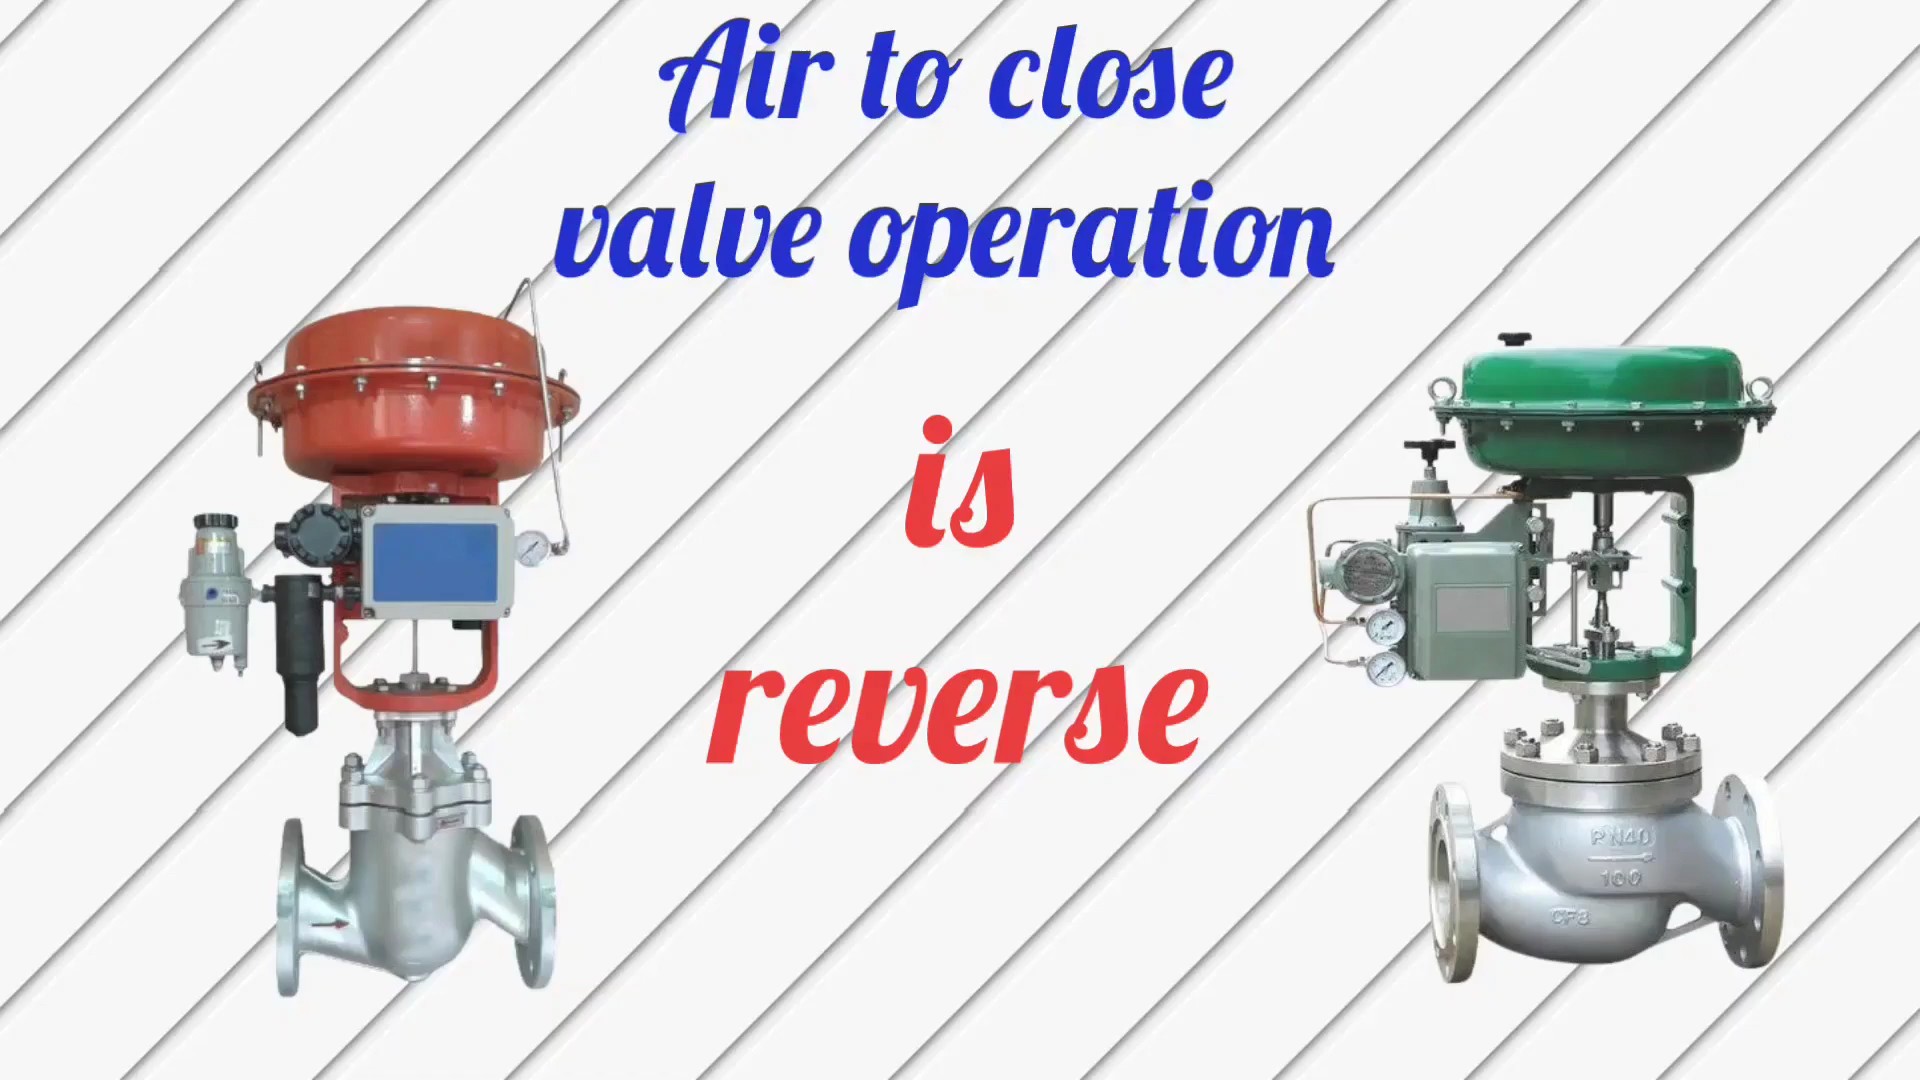 Air to close
valve operation
is
reverse
PN40
100
CF8